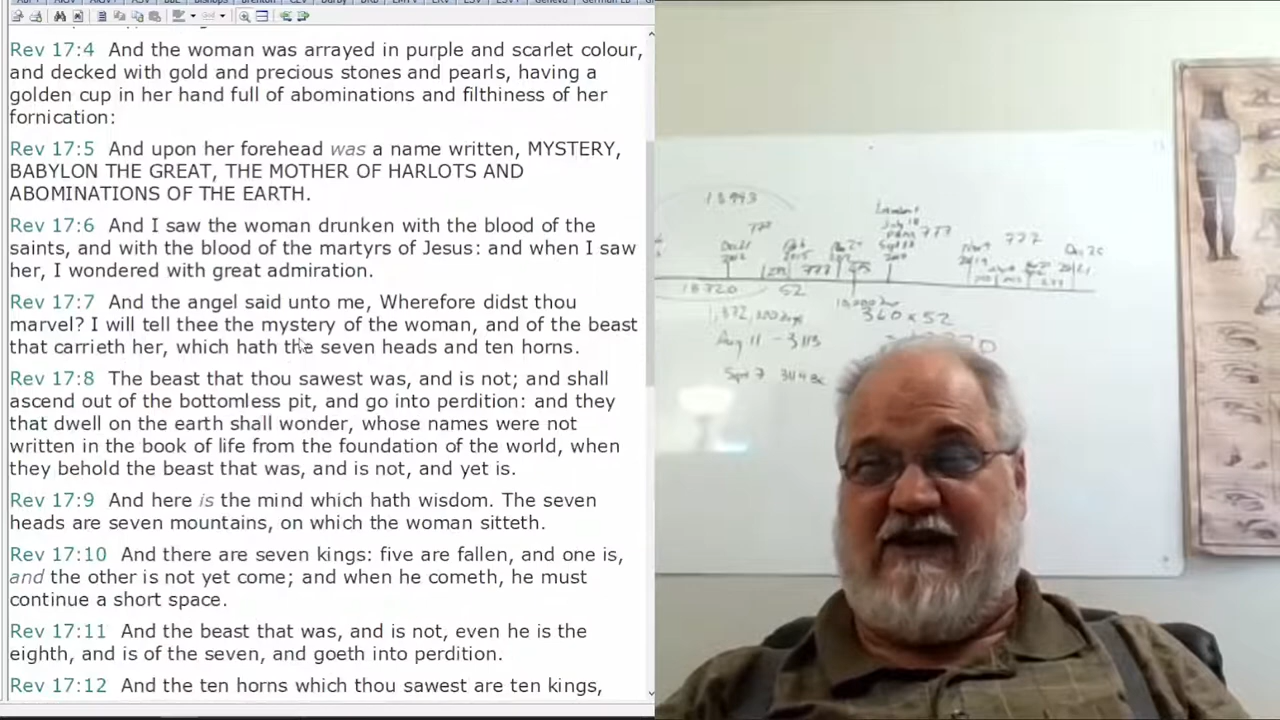 Rev 17:4 And the woman was arrayed in purple and scarlet colour,
and decked with gold and precious stones and pearls, having a
golden cup in her hand full of abominations and filthiness of her
fornication:
Rev 17:5 And upon her forehead was a name written, MYSTERY,
BABYLON THE GREAT, THE MOTHER OF HARLOTS AND
ABOMINATIONS OF THE EARTH.
Rev 17:6 And I saw the woman drunken with the blood of the
saints, and with the blood of the martyrs of Jesus: and when I saw
her, I wondered with great admiration.
Rev 17:7 And the angel said unto me, Wherefore didst thou
marvel? I will tell thee the mystery of the woman, and of the beast
that carrieth her, which hath the seven heads and ten horns.
Rev 17:8 The beast that thou sawest was, and is not; and shall
ascend out of the bottomless pit, and go into perdition: and they
that dwell on the earth shall wonder, whose names were not
written in the book of life from the foundation of the world, when
they behold the beast that was, and is not, and yet is.
Rev 17:9 And here is the mind which hath wisdom. The seven
heads are seven mountains, on which the woman sitteth.
Rev 17:10 And there are seven kings: five are fallen, and one is,
and the other is not yet come; and when he cometh, he must
continue a short space.
Rev 17:11 And the beast that was, and is not, even he is the
eighth, and is of the seven, and goeth into perdition.
Rev 17:12 And the ten horns which thou sawest are ten kings,
777
777
777
52
360 x 52
Aug 11 - 3113